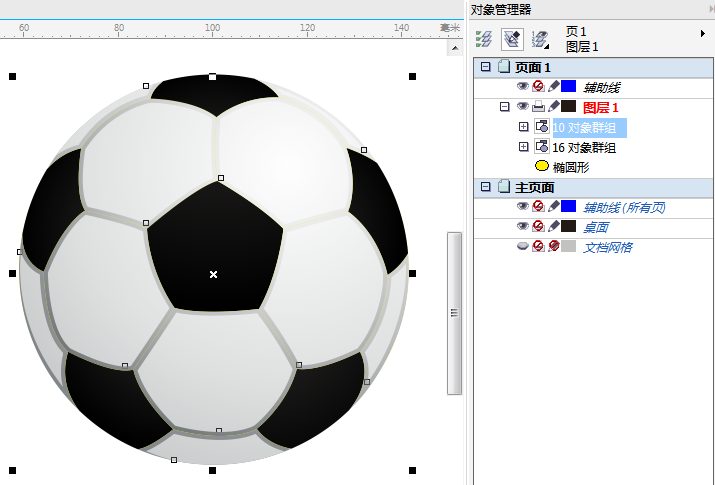 对象管理器
60 80 100 120 140 毫米
页1
图层1
页面 1
辅助线
图层 1
10 对象群组
16 对象群组
椭圆形
主页面
辅助线(所有页)
桌面
文档网格